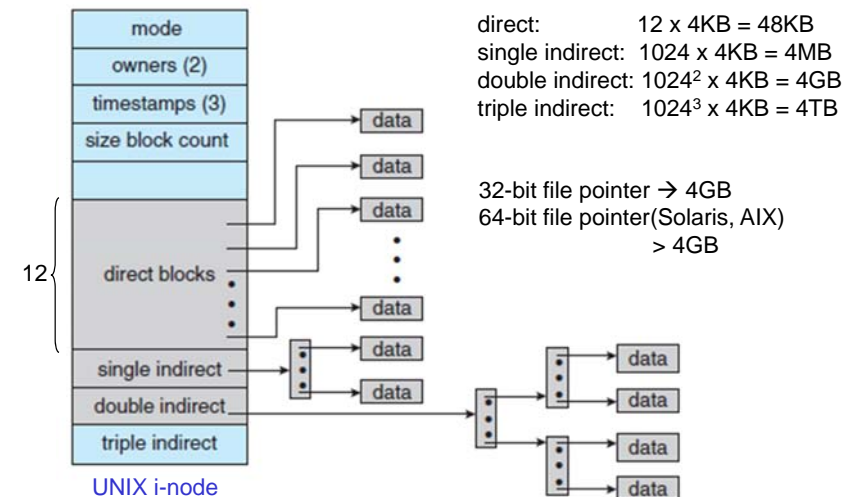 mode
owners (2)
timestamps (3)
size block count
12
direct blocks
single indirect
double indirect
triple indirect
UNIX i-node
data
data
data
data
data
data
data
data
data
data
direct: 12 x 4KB = 48KB
single indirect: 1024 x 4KB = 4MB
double indirect: 1024² x 4KB = 4GB
triple indirect: 1024³ x 4KB = 4TB
32-bit file pointer → 4GB
64-bit file pointer(Solaris, AIX)
> 4GB